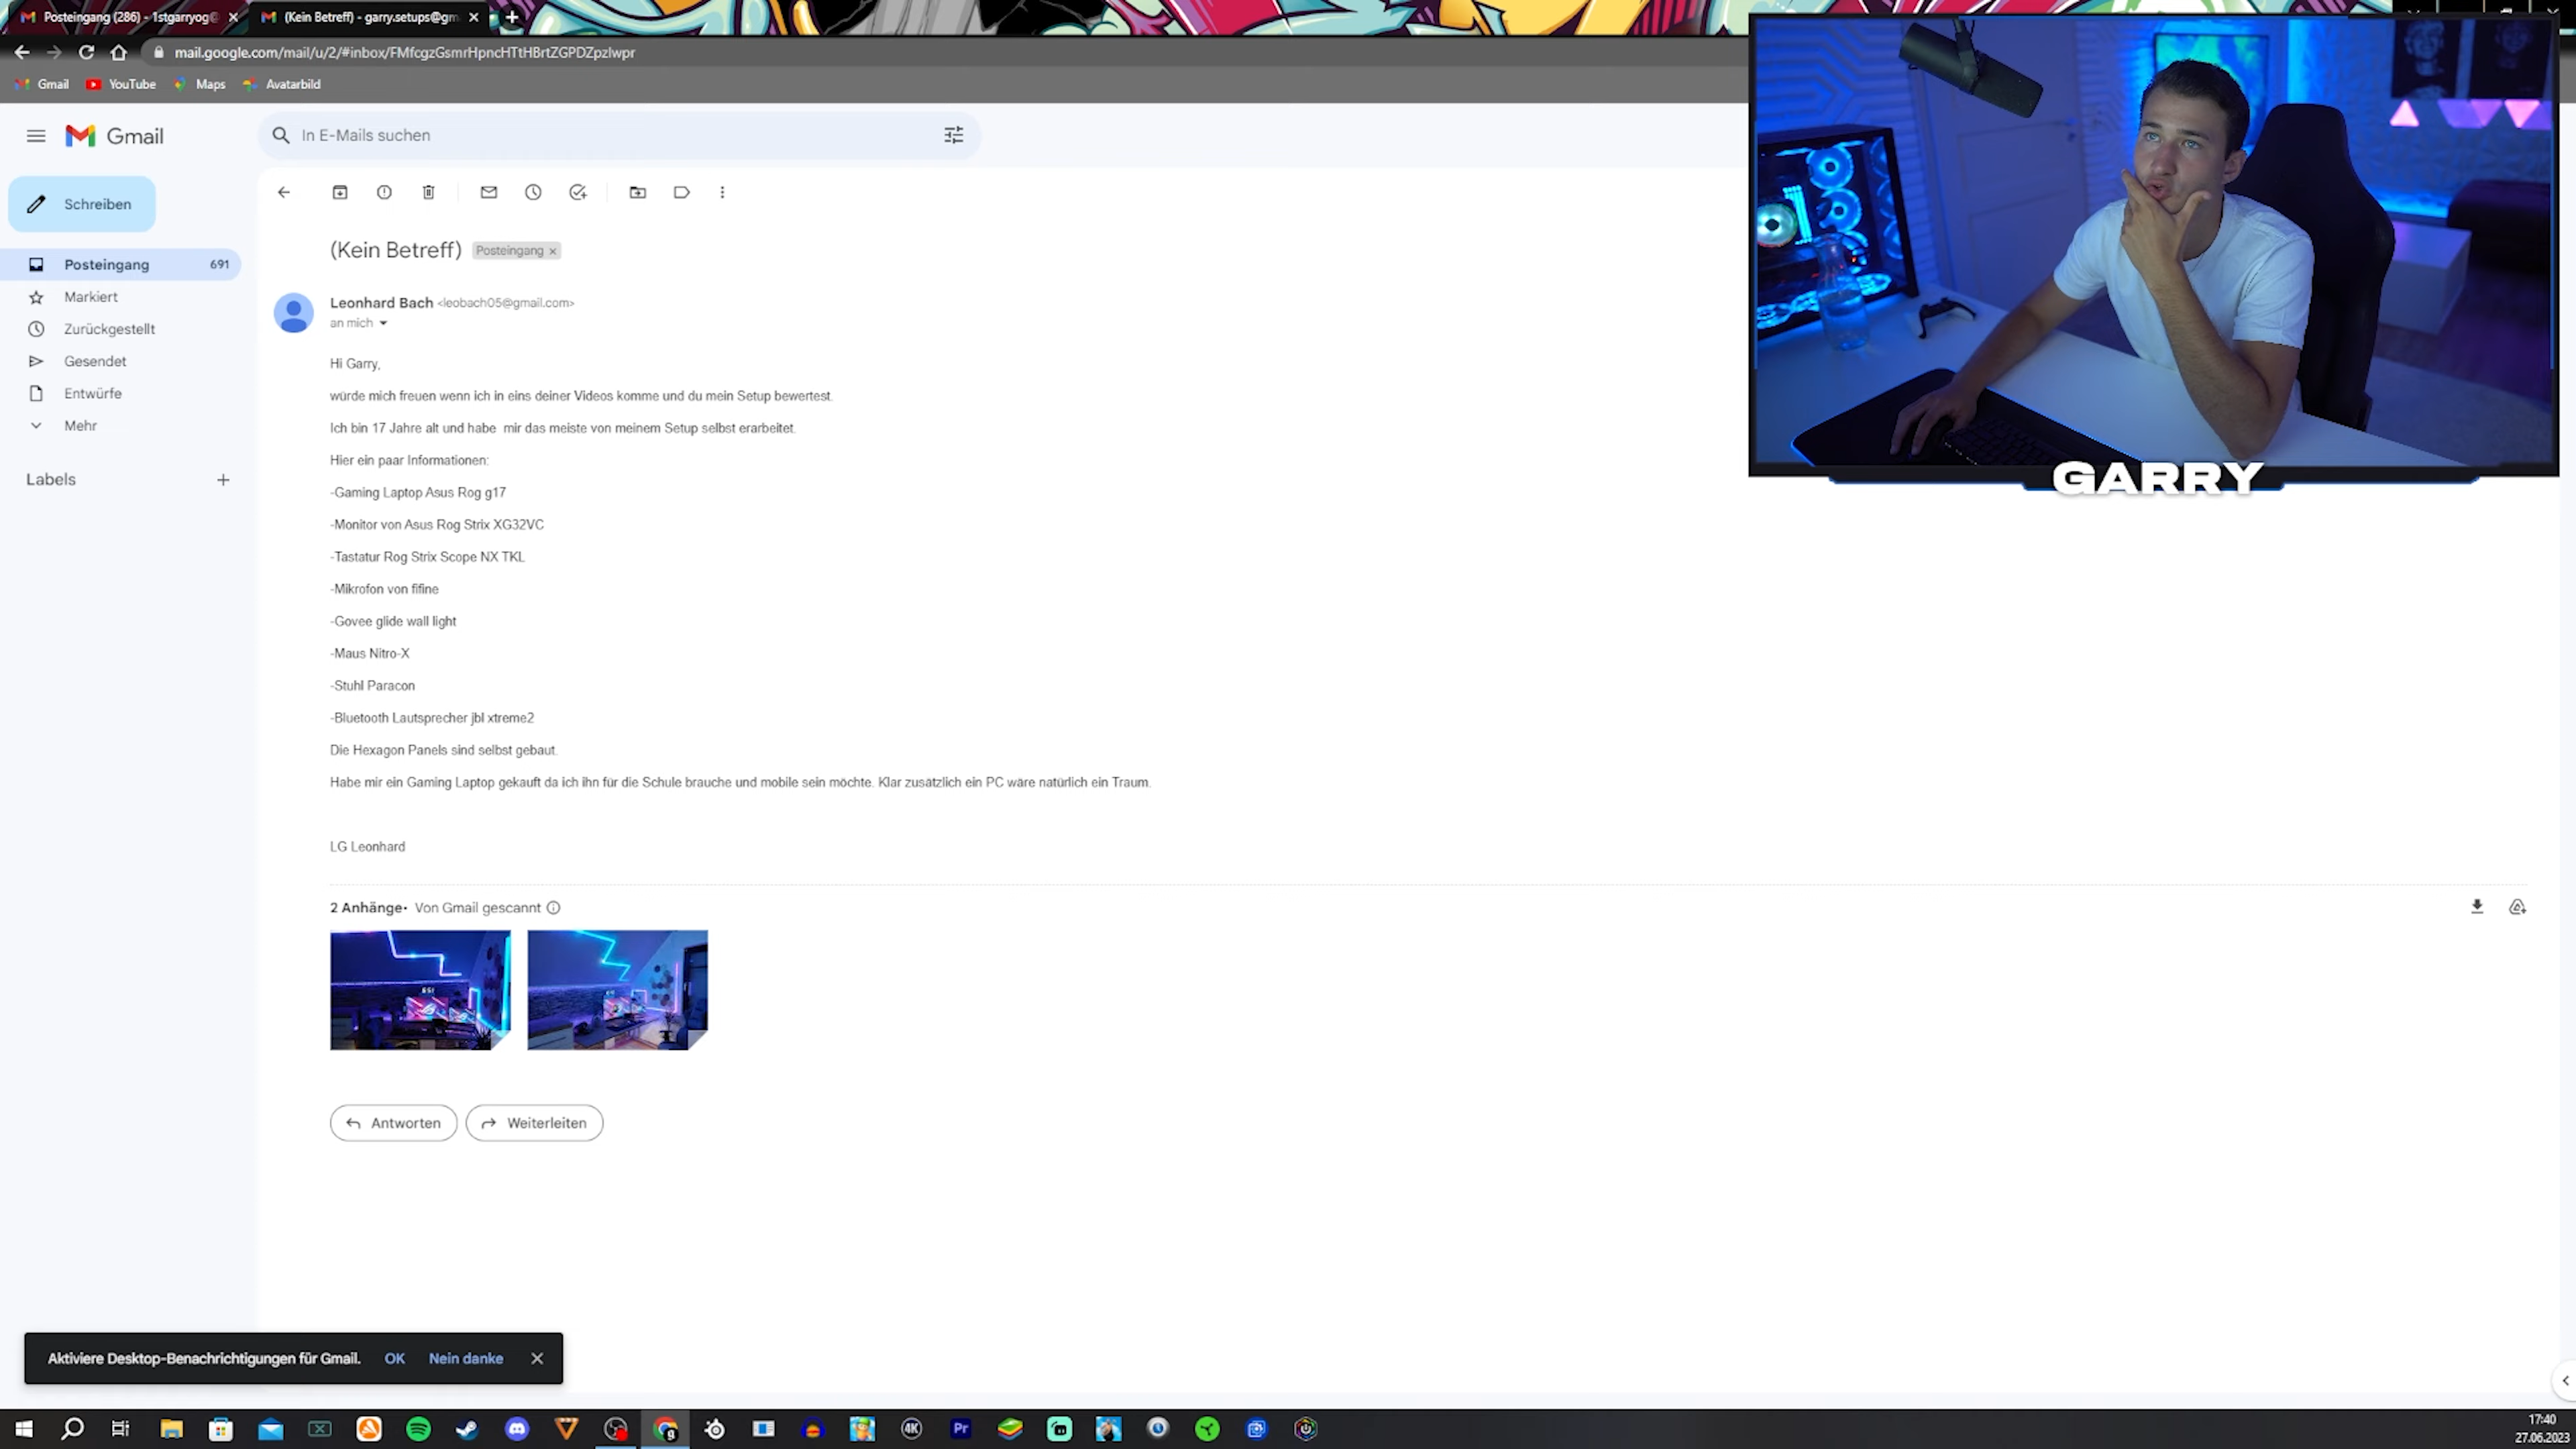 Posteingang (286) - 1stgarryog@
(Kein Betreff) - garry.setups@gm
mail.google.com/mail/u/2/#inbox/FMfcgzGsmrHpncHTtHBrtZGPDZpzlwpr
Gmail YouTube Maps Avatarbild
Gmail
In E-Mails suchen
Schreiben
Posteingang 691
Markiert
Zurückgestellt
Gesendet
Entwürfe
Mehr
Labels
(Kein Betreff) Posteingang x
Leonhard Bach <leobach05@gmail.com>
an mich
Hi Garry,
würde mich freuen wenn ich in eins deiner Videos komme und du mein Setup bewertest.
Ich bin 17 Jahre alt und habe mir das meiste von meinem Setup selbst erarbeitet.
Hier ein paar Informationen:
-Gaming Laptop Asus Rog g17
-Monitor von Asus Rog Strix XG32VC
-Tastatur Rog Strix Scope NX TKL
-Mikrofon von fifine
-Govee glide wall light
-Maus Nitro-X
-Stuhl Paracon
-Bluetooth Lautsprecher jbl xtreme2
Die Hexagon Panels sind selbst gebaut.
Habe mir ein Gaming Laptop gekauft da ich ihn für die Schule brauche und mobile sein möchte. Klar zusätzlich ein PC wäre natürlich ein Traum.
LG Leonhard
2 Anhänge• Von Gmail gescannt
Antworten
Weiterleiten
GARRY
Aktiviere Desktop-Benachrichtigungen für Gmail. OK Nein danke
4K
Pr
17:40
27.06.2023